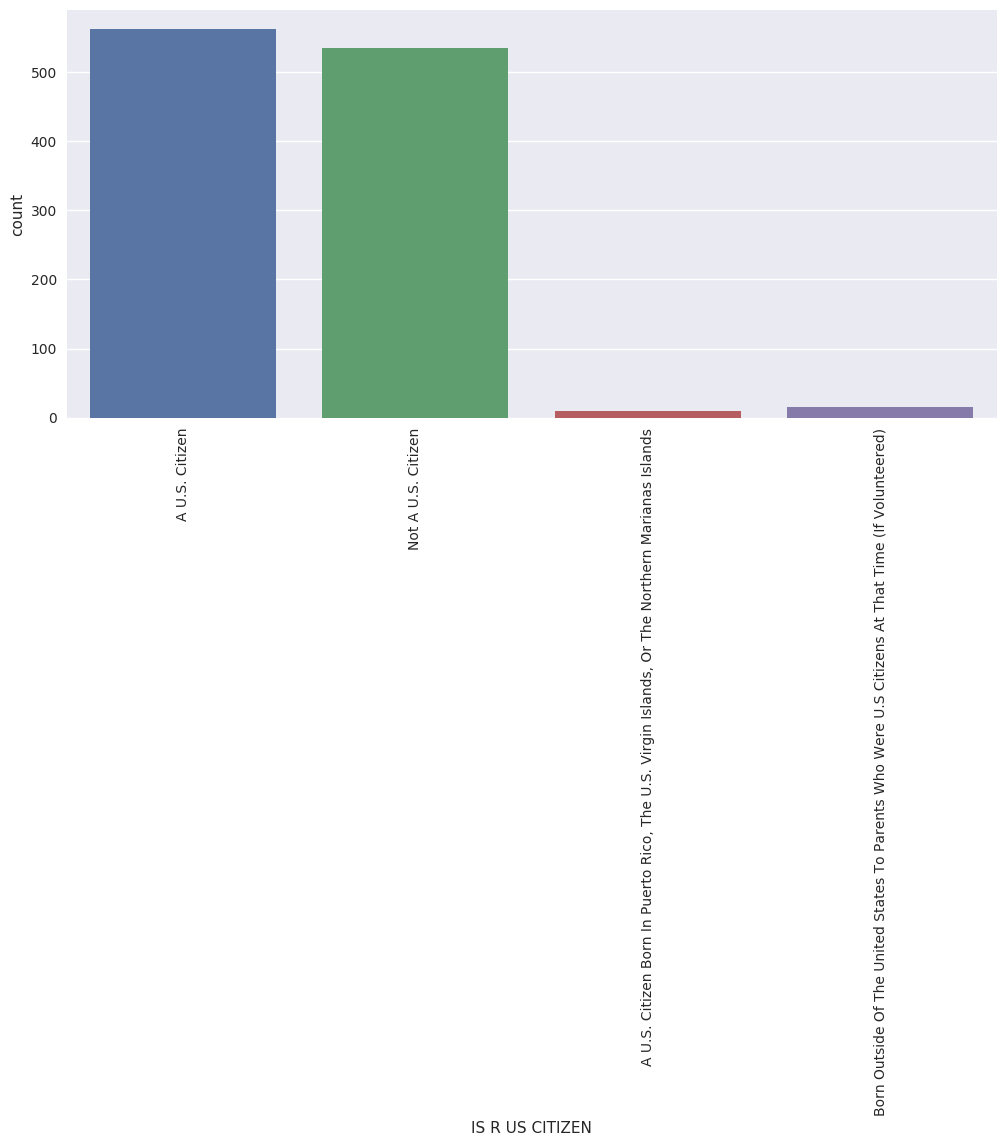 500
400
300
200
100
0
count
A U.S. Citizen
Not A U.S. Citizen
A U.S. Citizen Born In Puerto Rico, The U.S. Virgin Islands, Or The Northern Marianas Islands
Born Outside Of The United States To Parents Who Were U.S Citizens At That Time (If Volunteered)
IS R US CITIZEN